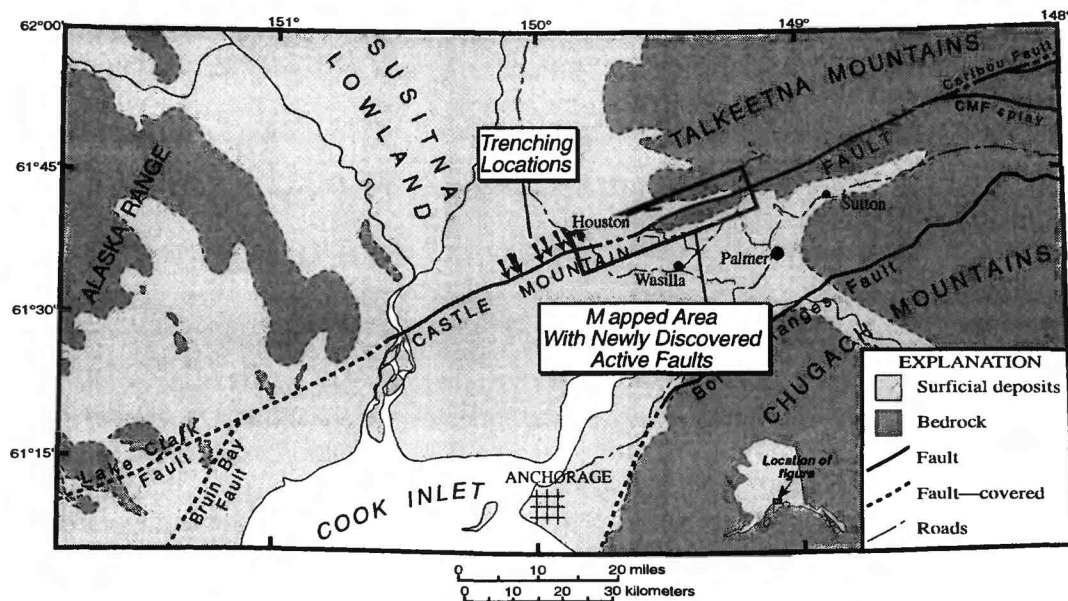 62°00'
151°
150°
149°
148°
61°45'
61°30'
61°15'
SUSITNA
LOWLAND
ALASKA RANGE
TALKEETNA MOUNTAINS
Caribou Fault
CMF splay
Trenching
Locations
Houston
FAULT
Sutton
Palmer
Wasilla
CASTLE MOUNTAIN
Mapped Area
With Newly Discovered
Active Faults
Bor
anges Fault
CHUGACH MOUNTAINS
Lake Clark
Fault
Bruin Bay
Fault
COOK INLET
ANCHORAGE
EXPLANATION
Surficial deposits
Bedrock
Fault
Fault—covered
Roads
Location of
figure
0 10 20 miles
0 10 20 30 kilometers